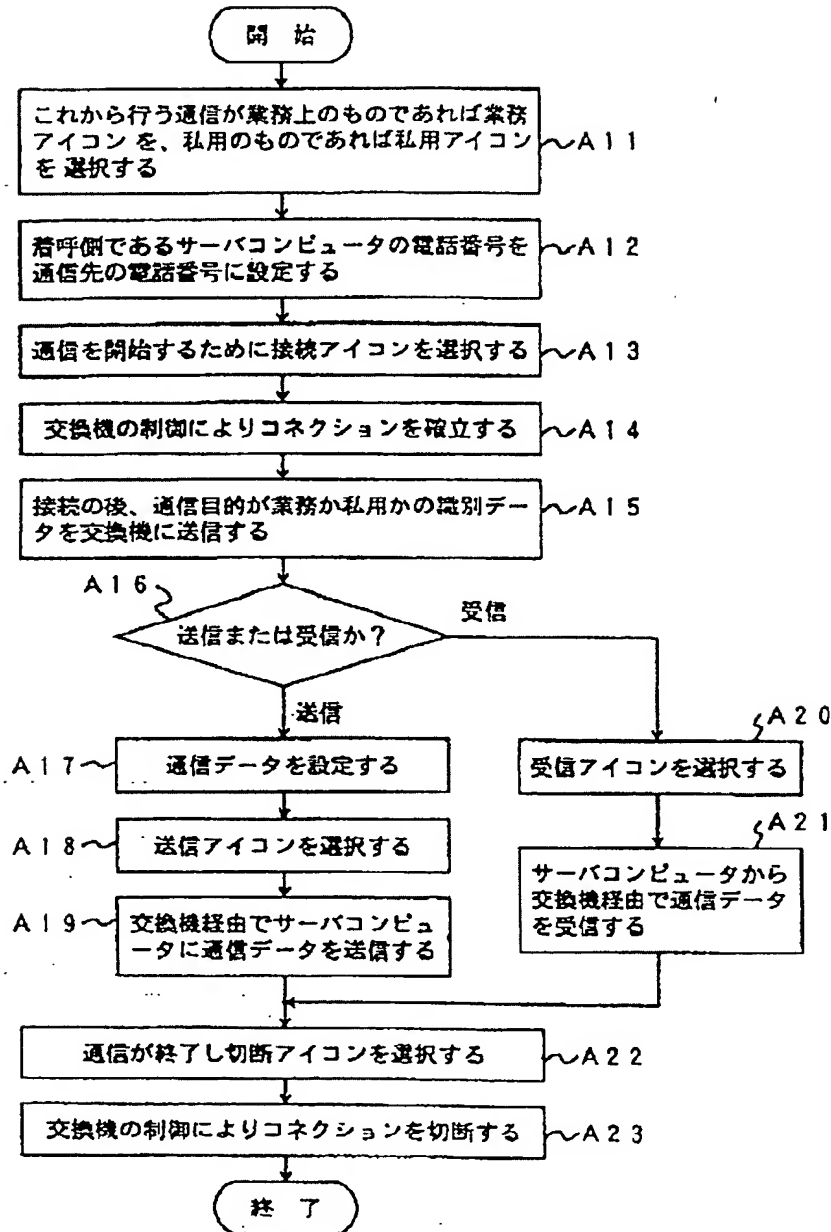 開 始
これから行う通信が業務上のものであれば業務
アイコン を、私用のものであれば私用アイコン
を 選択する
A11
着呼側であるサーバコンピュータの電話番号を
通信先の電話番号に設定する
A12
通信を開始するために接続アイコンを選択する
A13
交換機の制御によりコネクションを確立する
A14
接続の後、通信目的が業務か私用かの識別デー
タを交換機に送信する
A15
A16
送信または受信か?
受信
送信
A17
通信データを設定する
A20
受信アイコンを選択する
A18
送信アイコンを選択する
A21
サーバコンピュータから
交換機経由で通信データ
を受信する
A19
交換機経由でサーバコンピュ
ータに通信データを送信する
通信が終了し切断アイコンを選択する
A22
交換機の制御によりコネクションを切断する
A23
終 了